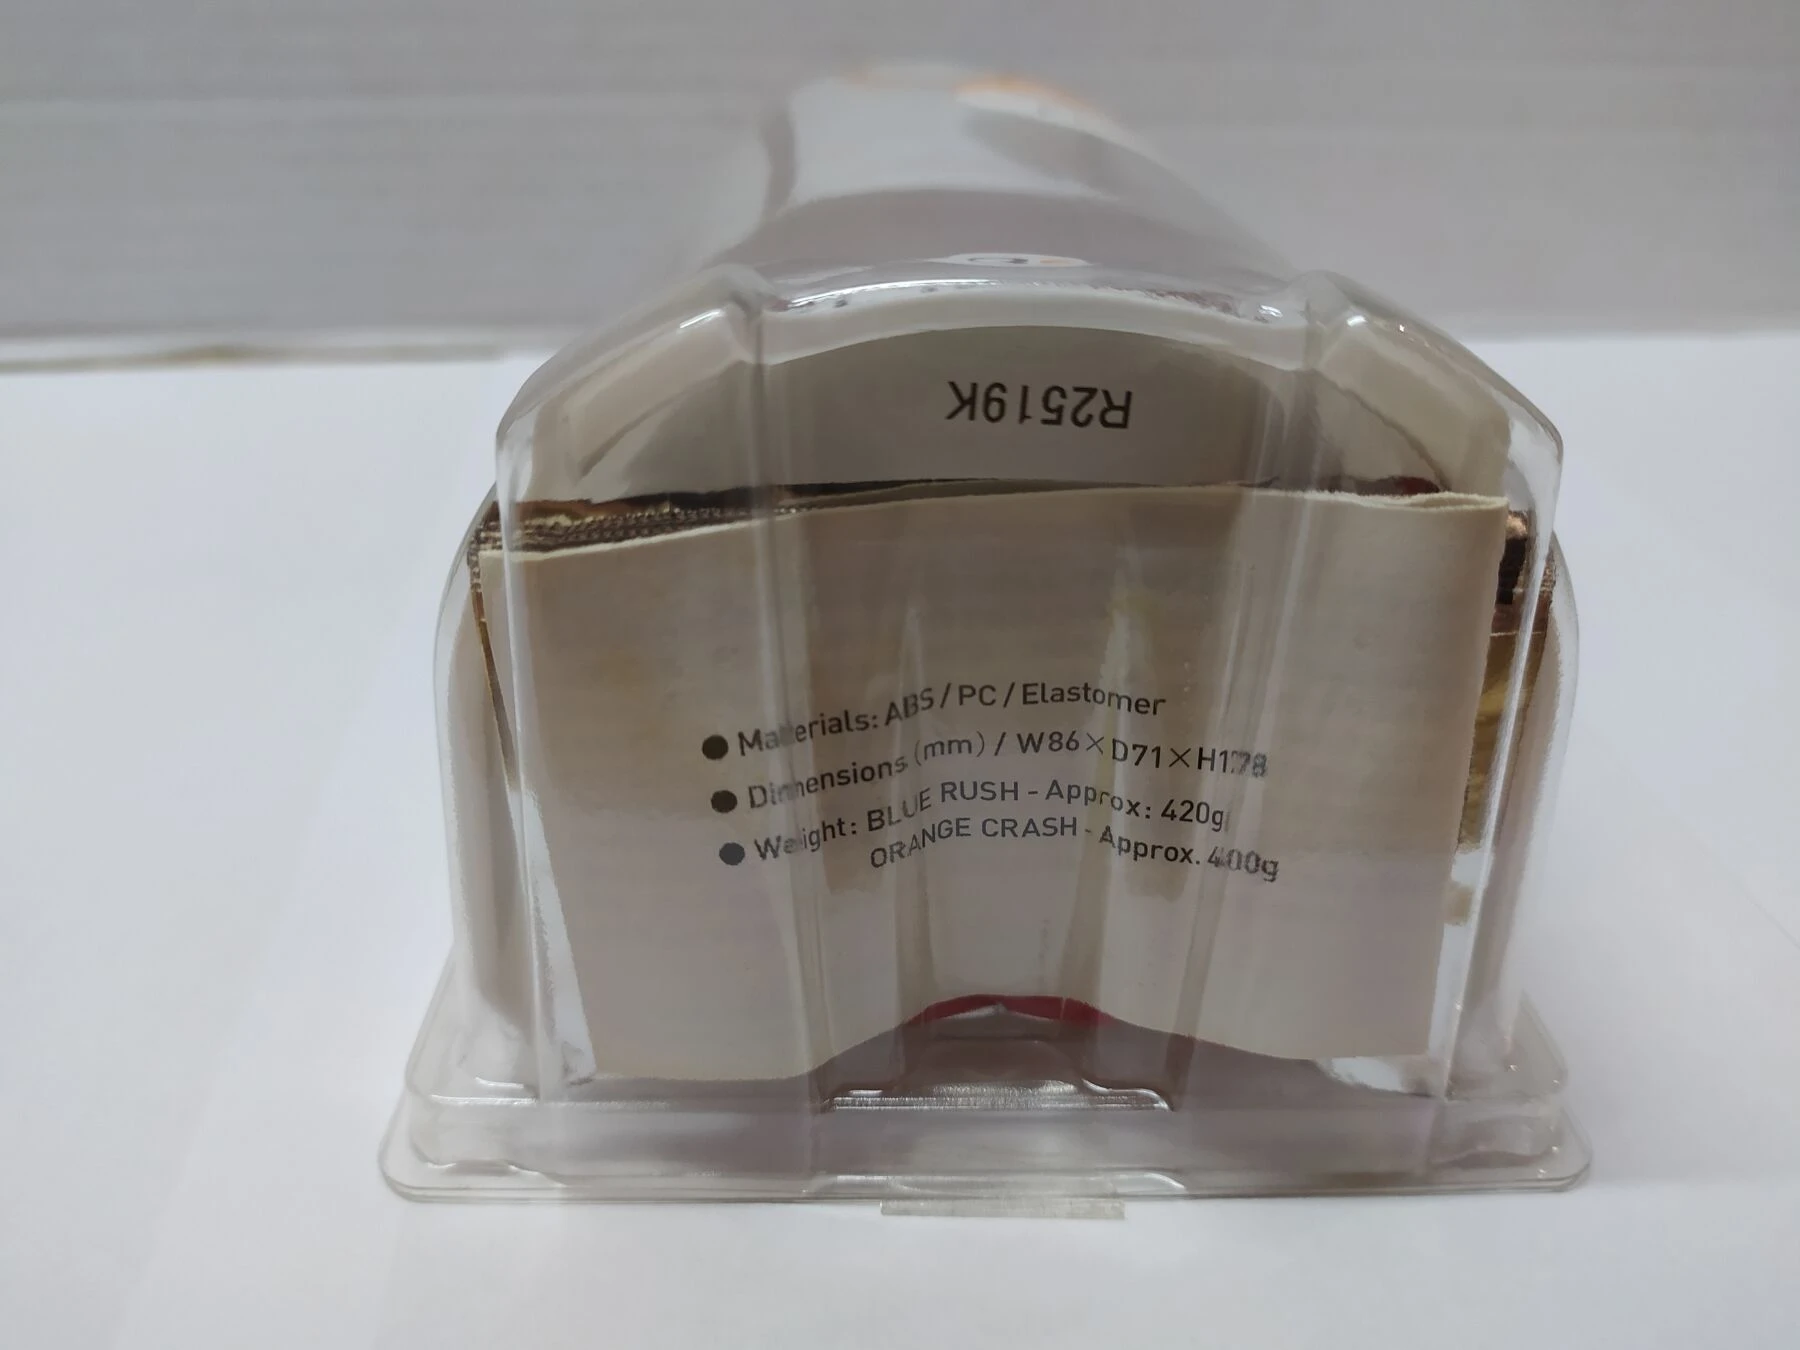 R2519K
● Materials: ABS / PC / Elastomer
● Dimensions (mm) / W86×D71×H178
● Weight: BLUE RUSH - Approx: 420g
ORANGE CRASH - Approx. 400g